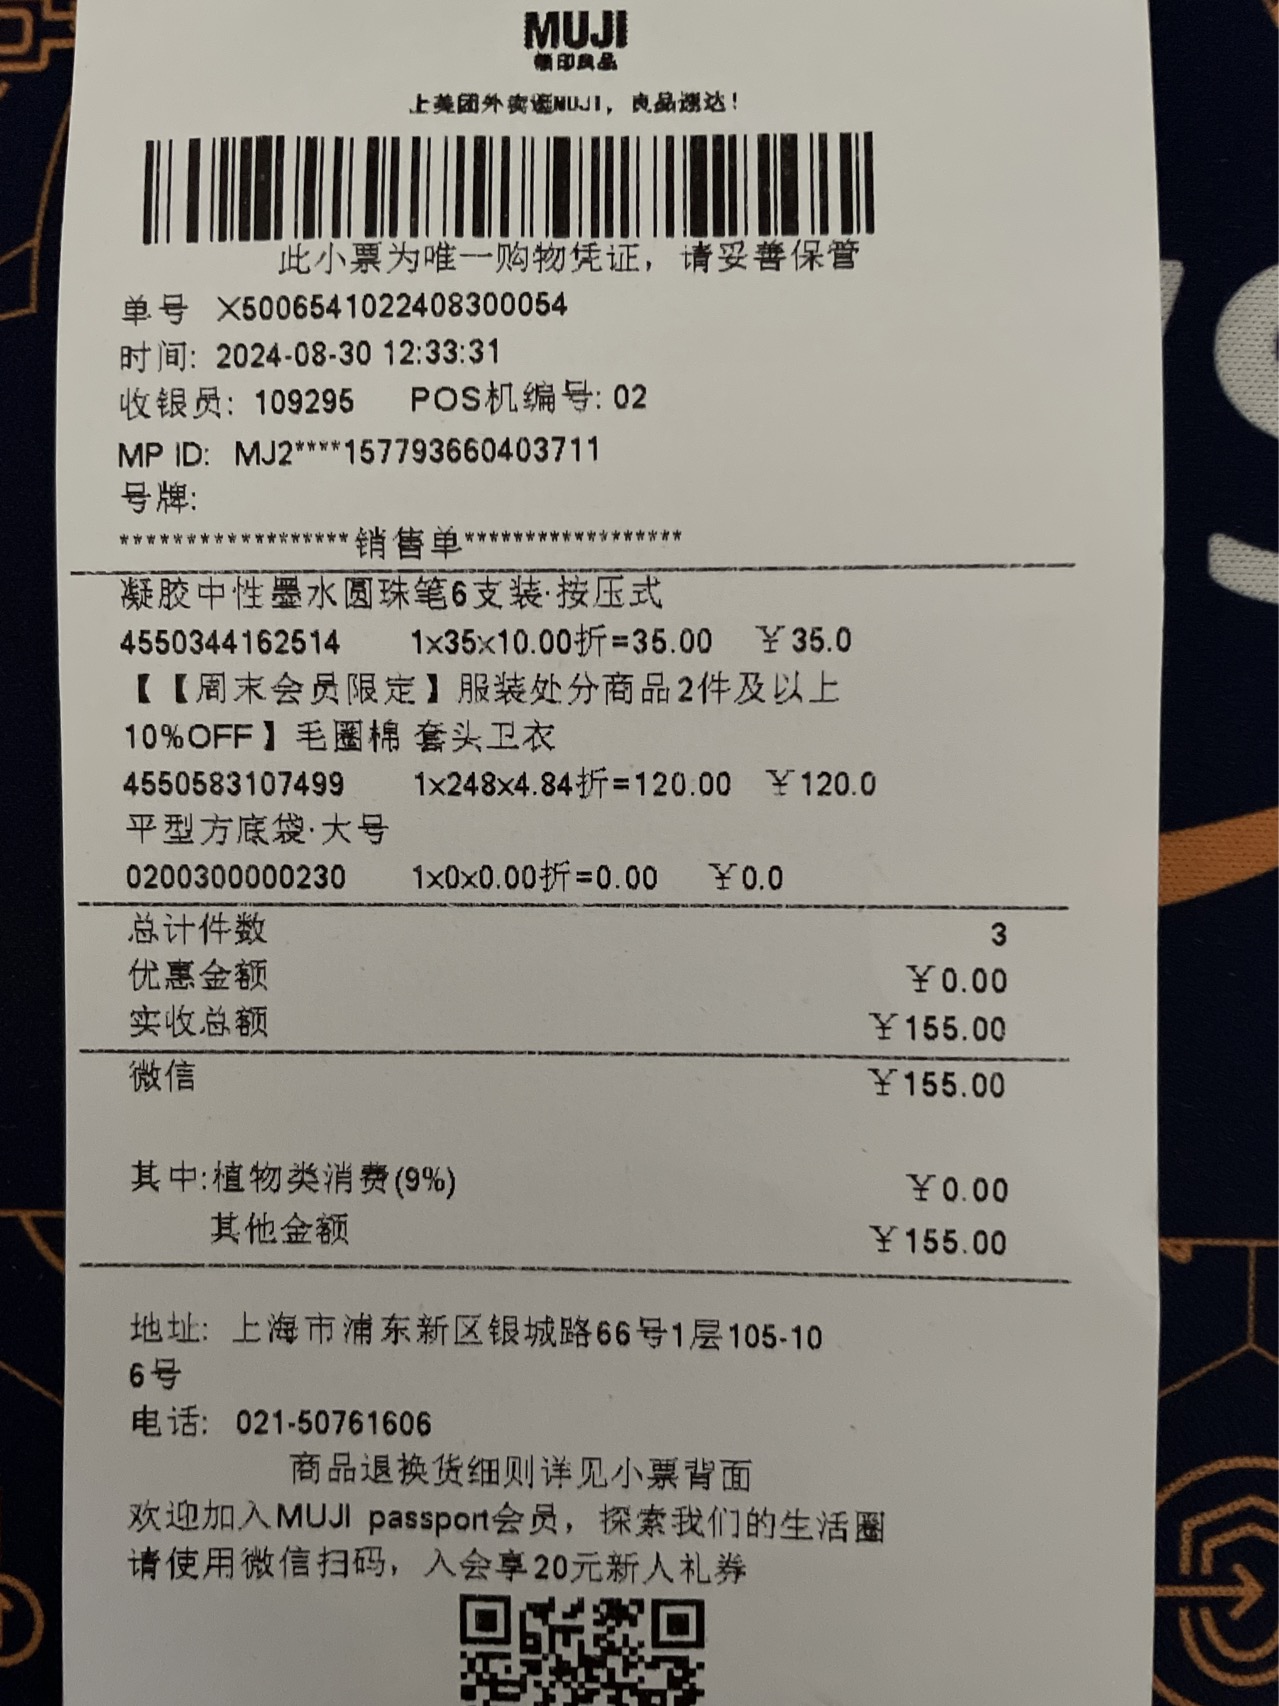 MUJI
無印良品
上美团外卖逛MUJI，良品速达！
此小票为唯一购物凭证，请妥善保管
单号 X5006541022408300054
时间: 2024-08-30 12:33:31
收银员: 109295 POS机编号: 02
MP ID: MJ2****157793660403711
号牌:
******************销售单*****************
凝胶中性墨水圆珠笔6支装·按压式
4550344162514 1x35x10.00折=35.00 ￥35.0
【【周末会员限定】服装处分商品2件及以上
10%OFF】毛圈棉 套头卫衣
4550583107499 1x248x4.84折=120.00 ￥120.0
平型方底袋·大号
0200300000230 1x0x0.00折=0.00 ￥0.0
总计件数 3
优惠金额 ￥0.00
实收总额 ￥155.00
微信 ￥155.00
其中:植物类消费(9%) ￥0.00
其他金额 ￥155.00
地址: 上海市浦东新区银城路66号1层105-10
6号
电话: 021-50761606
商品退换货细则详见小票背面
欢迎加入MUJI passport会员，探索我们的生活圈
请使用微信扫码，入会享20元新人礼券